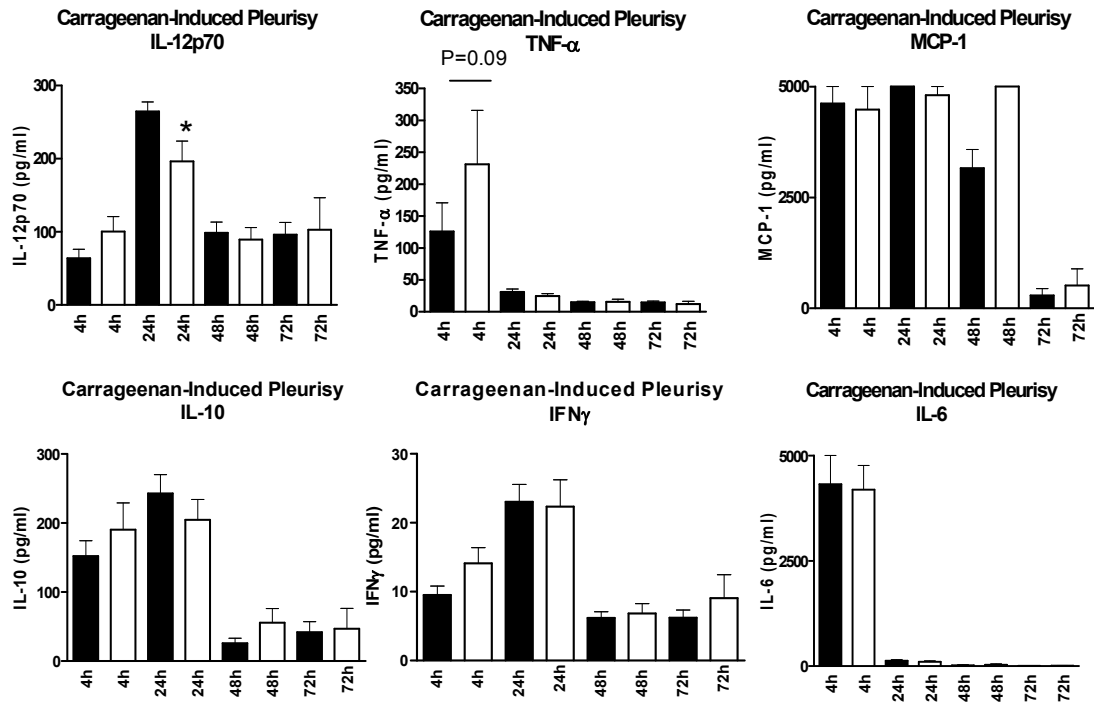 Carrageenan-Induced Pleurisy
IL-12p70
300
200
100
0
IL-12p70 (pg/ml)
*
4h 4h 24h 24h 48h 48h 72h 72h
Carrageenan-Induced Pleurisy
TNF-α
P=0.09
350
300
250
200
150
100
50
0
TNF-α (pg/ml)
4h 4h 24h 24h 48h 48h 72h 72h
Carrageenan-Induced Pleurisy
MCP-1
5000
2500
0
MCP-1 (pg/ml)
4h 4h 24h 24h 48h 48h 72h 72h
Carrageenan-Induced Pleurisy
IL-10
300
200
100
0
IL-10 (pg/ml)
4h 4h 24h 24h 48h 48h 72h 72h
Carrageenan-Induced Pleurisy
IFNγ
30
20
10
0
IFNγ (pg/ml)
4h 4h 24h 24h 48h 48h 72h 72h
Carrageenan-Induced Pleurisy
IL-6
5000
2500
0
IL-6 (pg/ml)
4h 4h 24h 24h 48h 48h 72h 72h